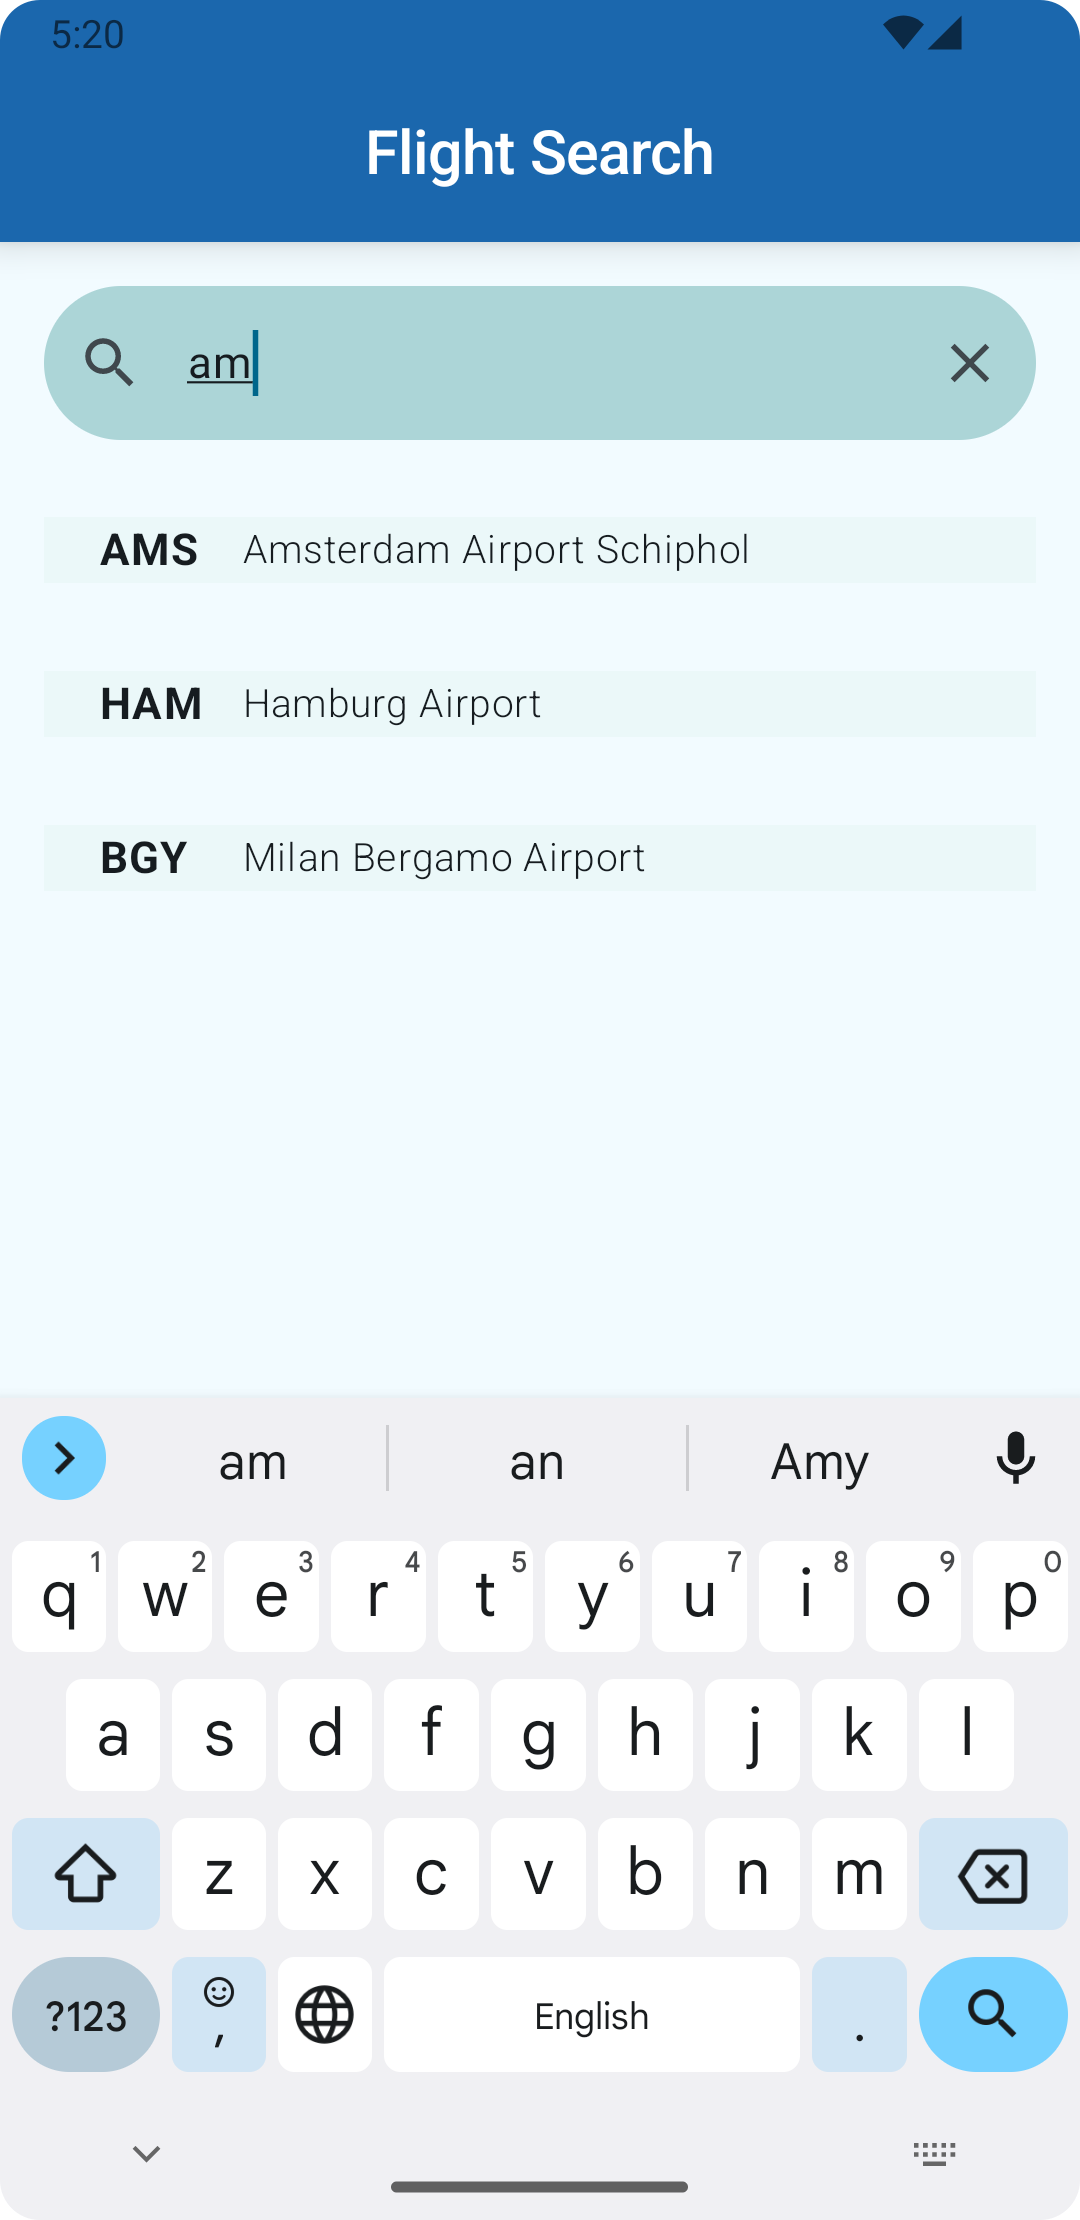 5:20
Flight Search
am
AMS Amsterdam Airport Schiphol
HAM Hamburg Airport
BGY Milan Bergamo Airport
am an Amy
q 1 w 2 e 3 r 4 t 5 y 6 u 7 i 8 o 9 p 0
a s d f g h j k l
z x c v b n m
?123 , English .